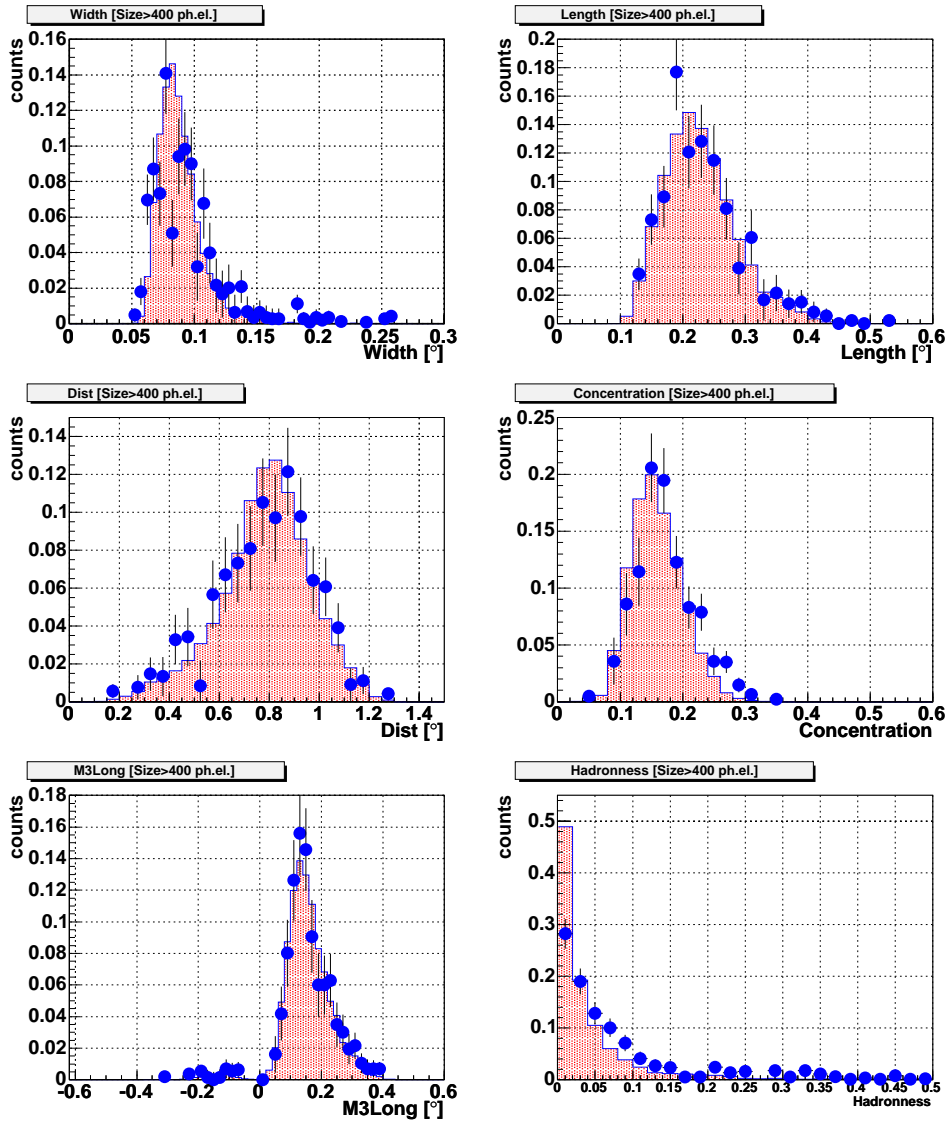 Width [Size>400 ph.el.]
counts
0.16
0.14
0.12
0.1
0.08
0.06
0.04
0.02
0
0 0.05 0.1 0.15 0.2 0.25 0.3
Width [°]
Length [Size>400 ph.el.]
counts
0.2
0.18
0.16
0.14
0.12
0.1
0.08
0.06
0.04
0.02
0
0 0.1 0.2 0.3 0.4 0.5 0.6
Length [°]
Dist [Size>400 ph.el.]
counts
0.14
0.12
0.1
0.08
0.06
0.04
0.02
0
0 0.2 0.4 0.6 0.8 1 1.2 1.4
Dist [°]
Concentration [Size>400 ph.el.]
counts
0.25
0.2
0.15
0.1
0.05
0
0 0.1 0.2 0.3 0.4 0.5 0.6
Concentration
M3Long [Size>400 ph.el.]
counts
0.18
0.16
0.14
0.12
0.1
0.08
0.06
0.04
0.02
0
-0.6 -0.4 -0.2 0 0.2 0.4 0.6
M3Long [°]
Hadronness [Size>400 ph.el.]
counts
0.5
0.4
0.3
0.2
0.1
0
0 0.05 0.1 0.15 0.2 0.25 0.3 0.35 0.4 0.45 0.5
Hadronness